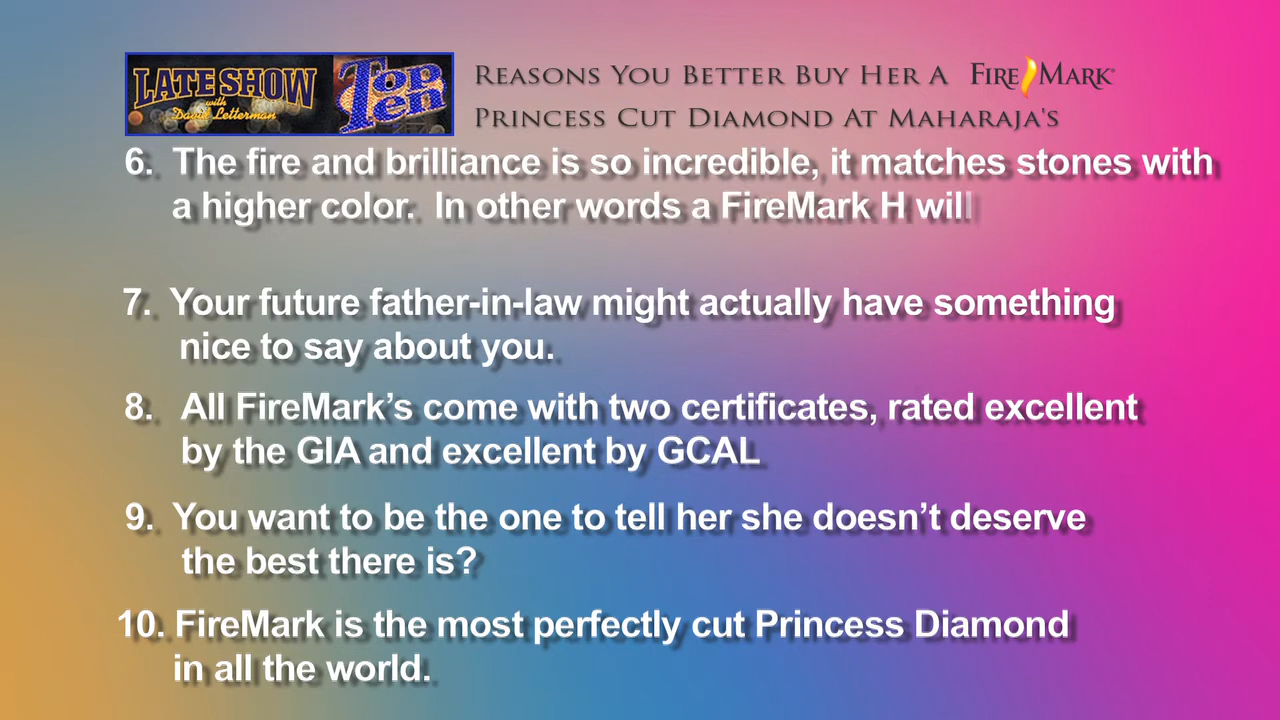 LATE SHOW
with
David Letterman
Top
Ten
REASONS YOU BETTER BUY HER A FIREMARK®
PRINCESS CUT DIAMOND AT MAHARAJA'S
6. The fire and brilliance is so incredible, it matches stones with
a higher color. In other words a FireMark H will
7. Your future father-in-law might actually have something
nice to say about you.
8. All FireMark’s come with two certificates, rated excellent
by the GIA and excellent by GCAL
9. You want to be the one to tell her she doesn’t deserve
the best there is?
10. FireMark is the most perfectly cut Princess Diamond
in all the world.